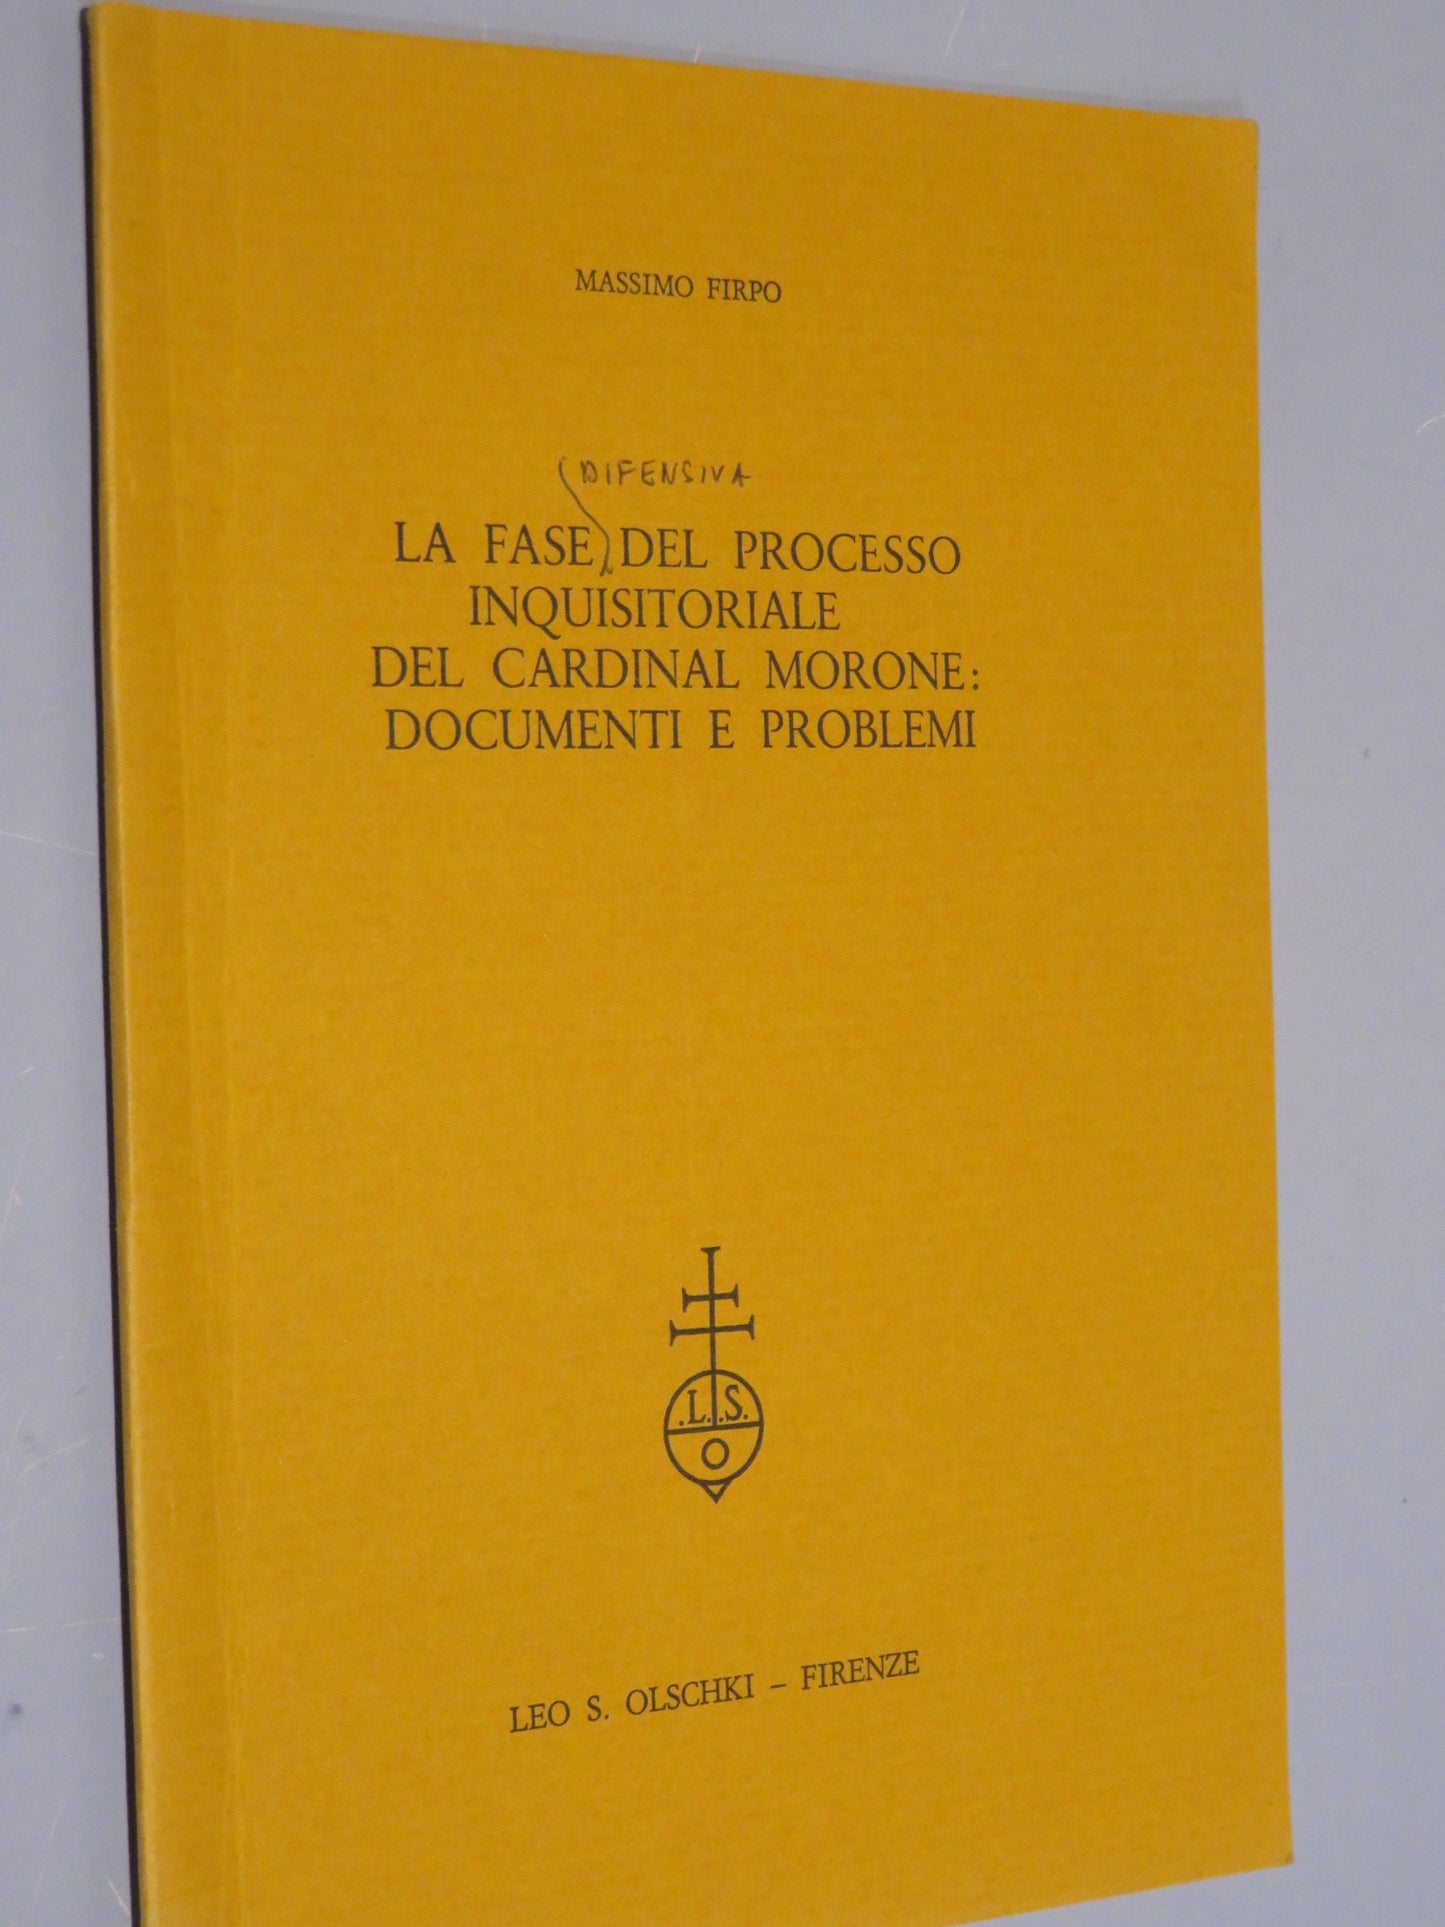 MASSIMO FIRPO
DIFENSIVA
LA FASE DEL PROCESSO
INQUISITORIALE
DEL CARDINAL MORONE:
DOCUMENTI E PROBLEMI
.L..S.
O
LEO S. OLSCHKI – FIRENZE